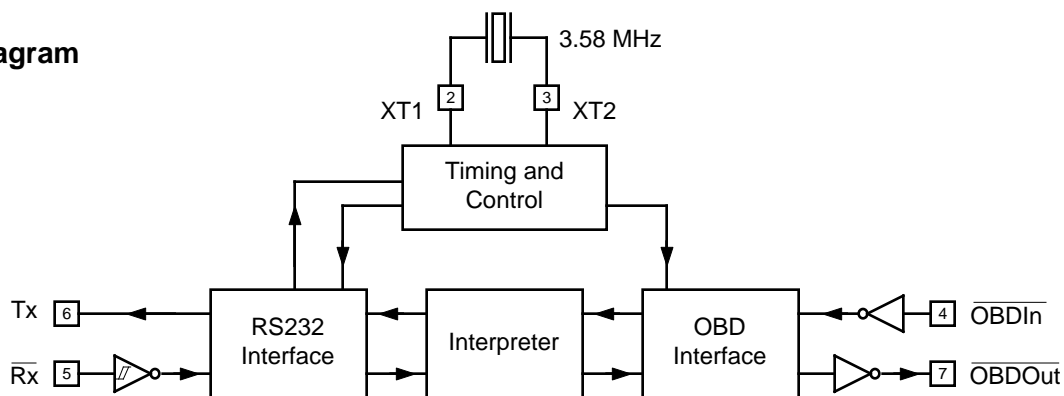 agram
3.58 MHz
2
3
XT1
XT2
Timing and
Control
Tx
6
RS232
Interface
Interpreter
OBD
Interface
4
OBDIn
Rx
5
7
OBDOut